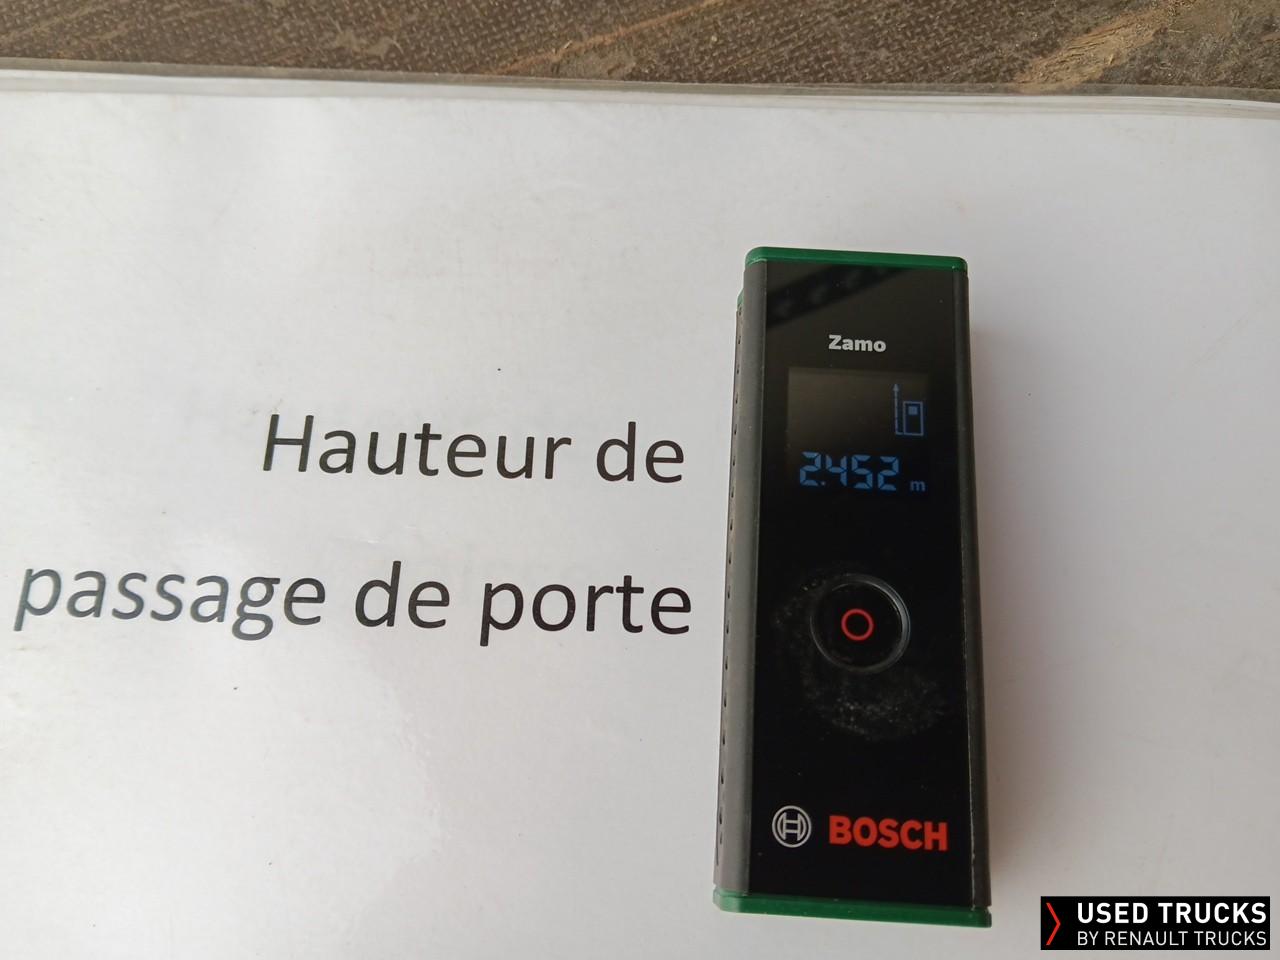 Hauteur de
passage de porte
Zamo
2.452 m
BOSCH
USED TRUCKS
BY RENAULT TRUCKS